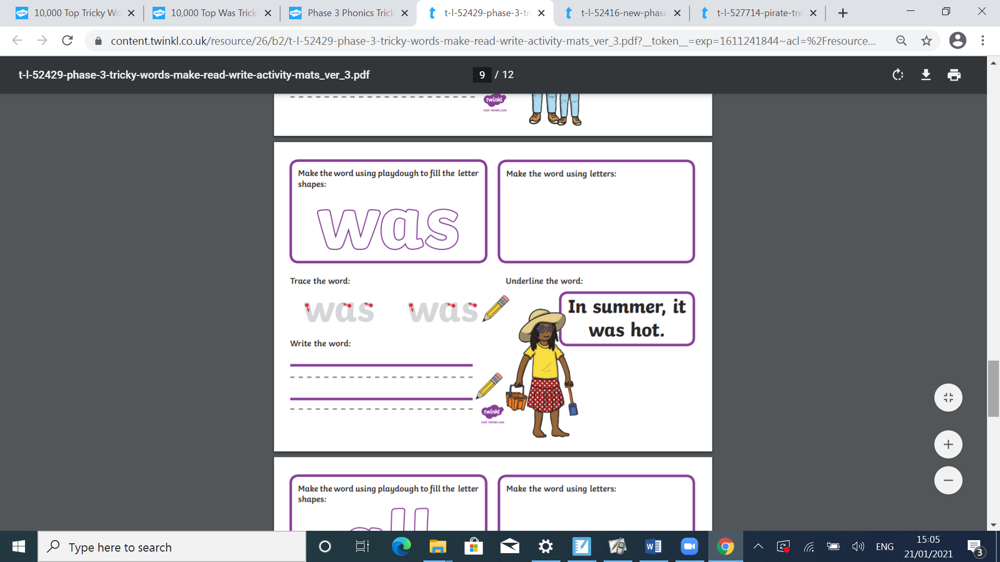 10,000 Top Tricky Wo
10,000 Top Was Trick
Phase 3 Phonics Trick
t-l-52429-phase-3-tri
t-l-52416-new-phase
t-l-527714-pirate-tre
content.twinkl.co.uk/resource/26/b2/t-l-52429-phase-3-tricky-words-make-read-write-activity-mats_ver_3.pdf?__token__=exp=1611241844~acl=%2Fresource...
t-l-52429-phase-3-tricky-words-make-read-write-activity-mats_ver_3.pdf
9 / 12
twinkl
visit twinkl.com
Make the word using playdough to fill the letter
shapes:
was
Make the word using letters:
Trace the word:
was was
Underline the word:
In summer, it
was hot.
Write the word:
twinkl
visit twinkl.com
Make the word using playdough to fill the letter
shapes:
all
Make the word using letters:
Type here to search
ENG
15:05
21/01/2021
3